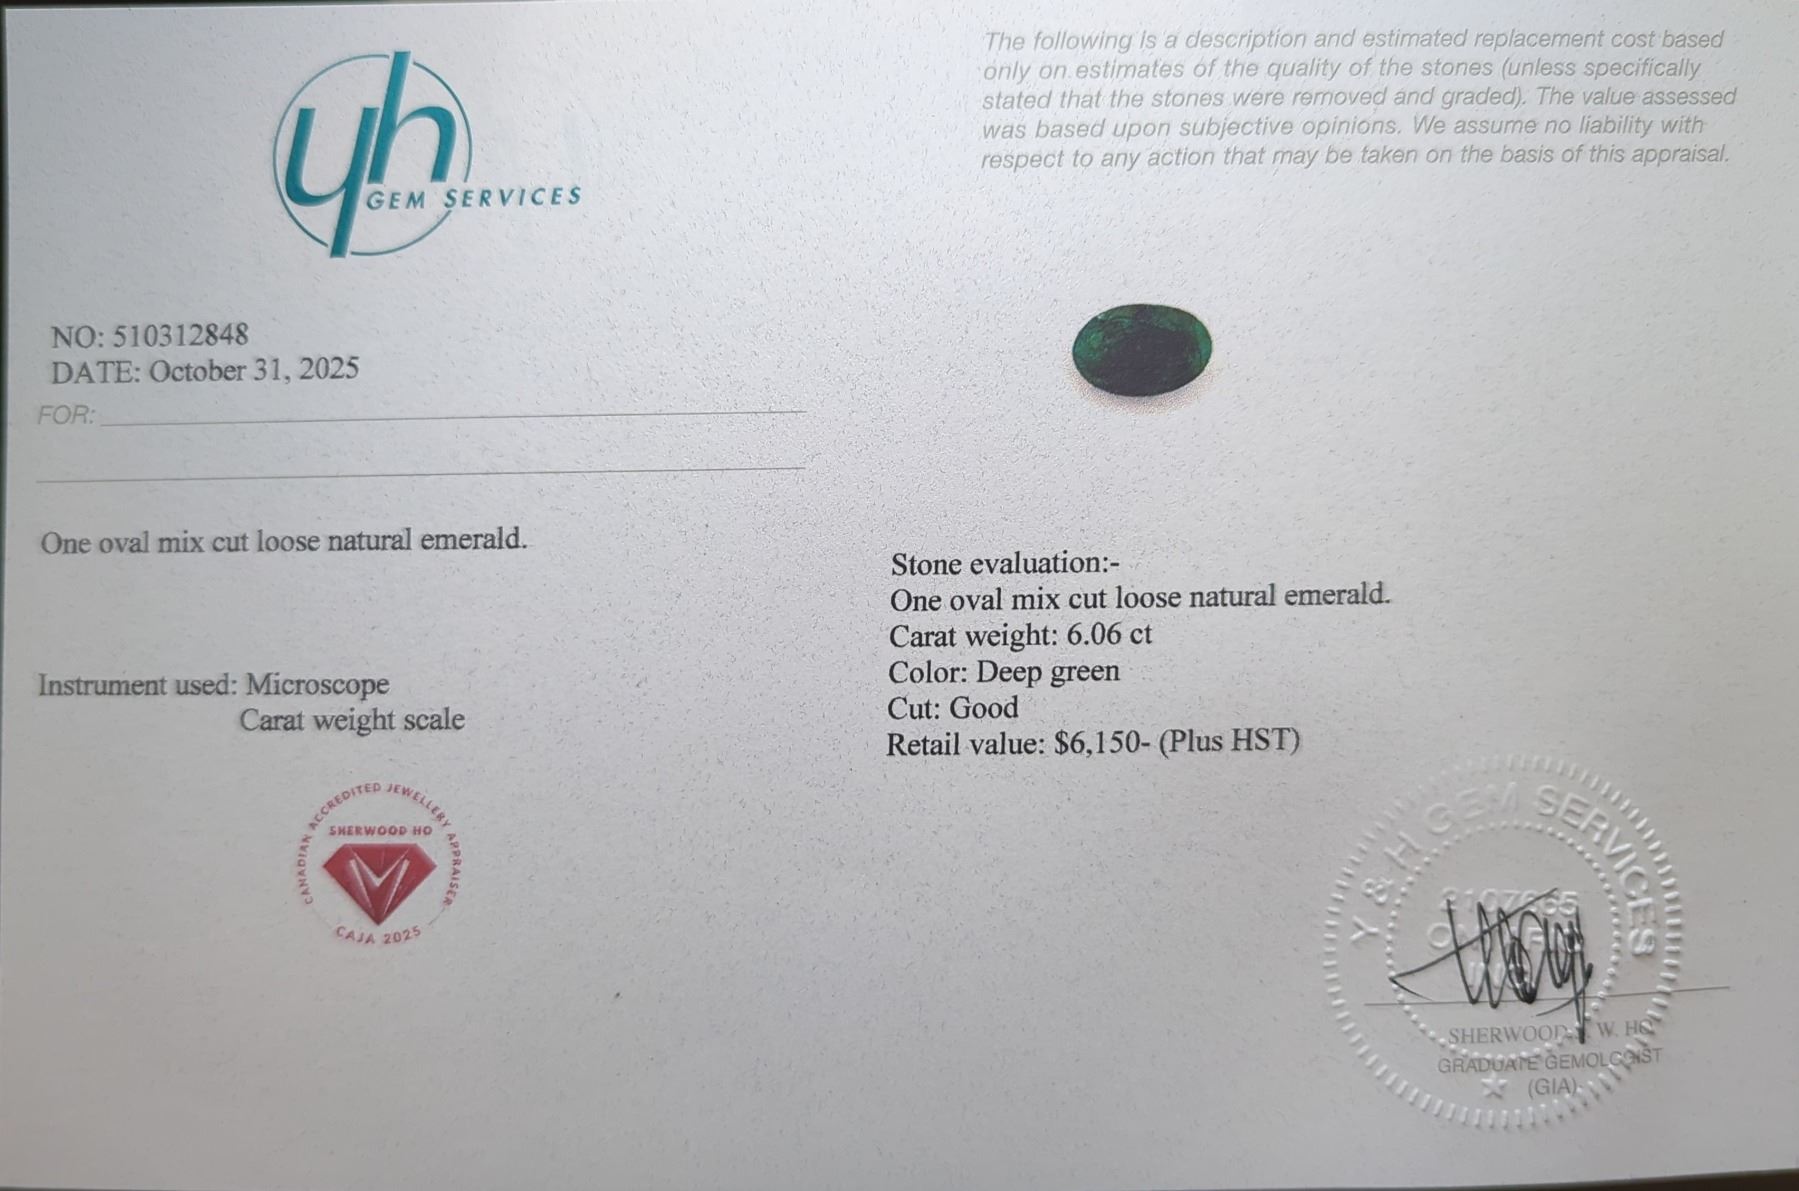 yh
GEM SERVICES
The following is a description and estimated replacement cost based
only on estimates of the quality of the stones (unless specifically
stated that the stones were removed and graded). The value assessed
was based upon subjective opinions. We assume no liability with
respect to any action that may be taken on the basis of this appraisal.
NO: 510312848
DATE: October 31, 2025
FOR:
One oval mix cut loose natural emerald.
Instrument used: Microscope
Carat weight scale
Stone evaluation:-
One oval mix cut loose natural emerald.
Carat weight: 6.06 ct
Color: Deep green
Cut: Good
Retail value: $6,150- (Plus HST)
CANADIAN ACCREDITED JEWELLERY APPRAISER
SHERWOOD HO
CAJA 2025
Y & H GEM SERVICES
SHERWOOD W. HO
GRADUATE GEMOLOGIST
(GIA)